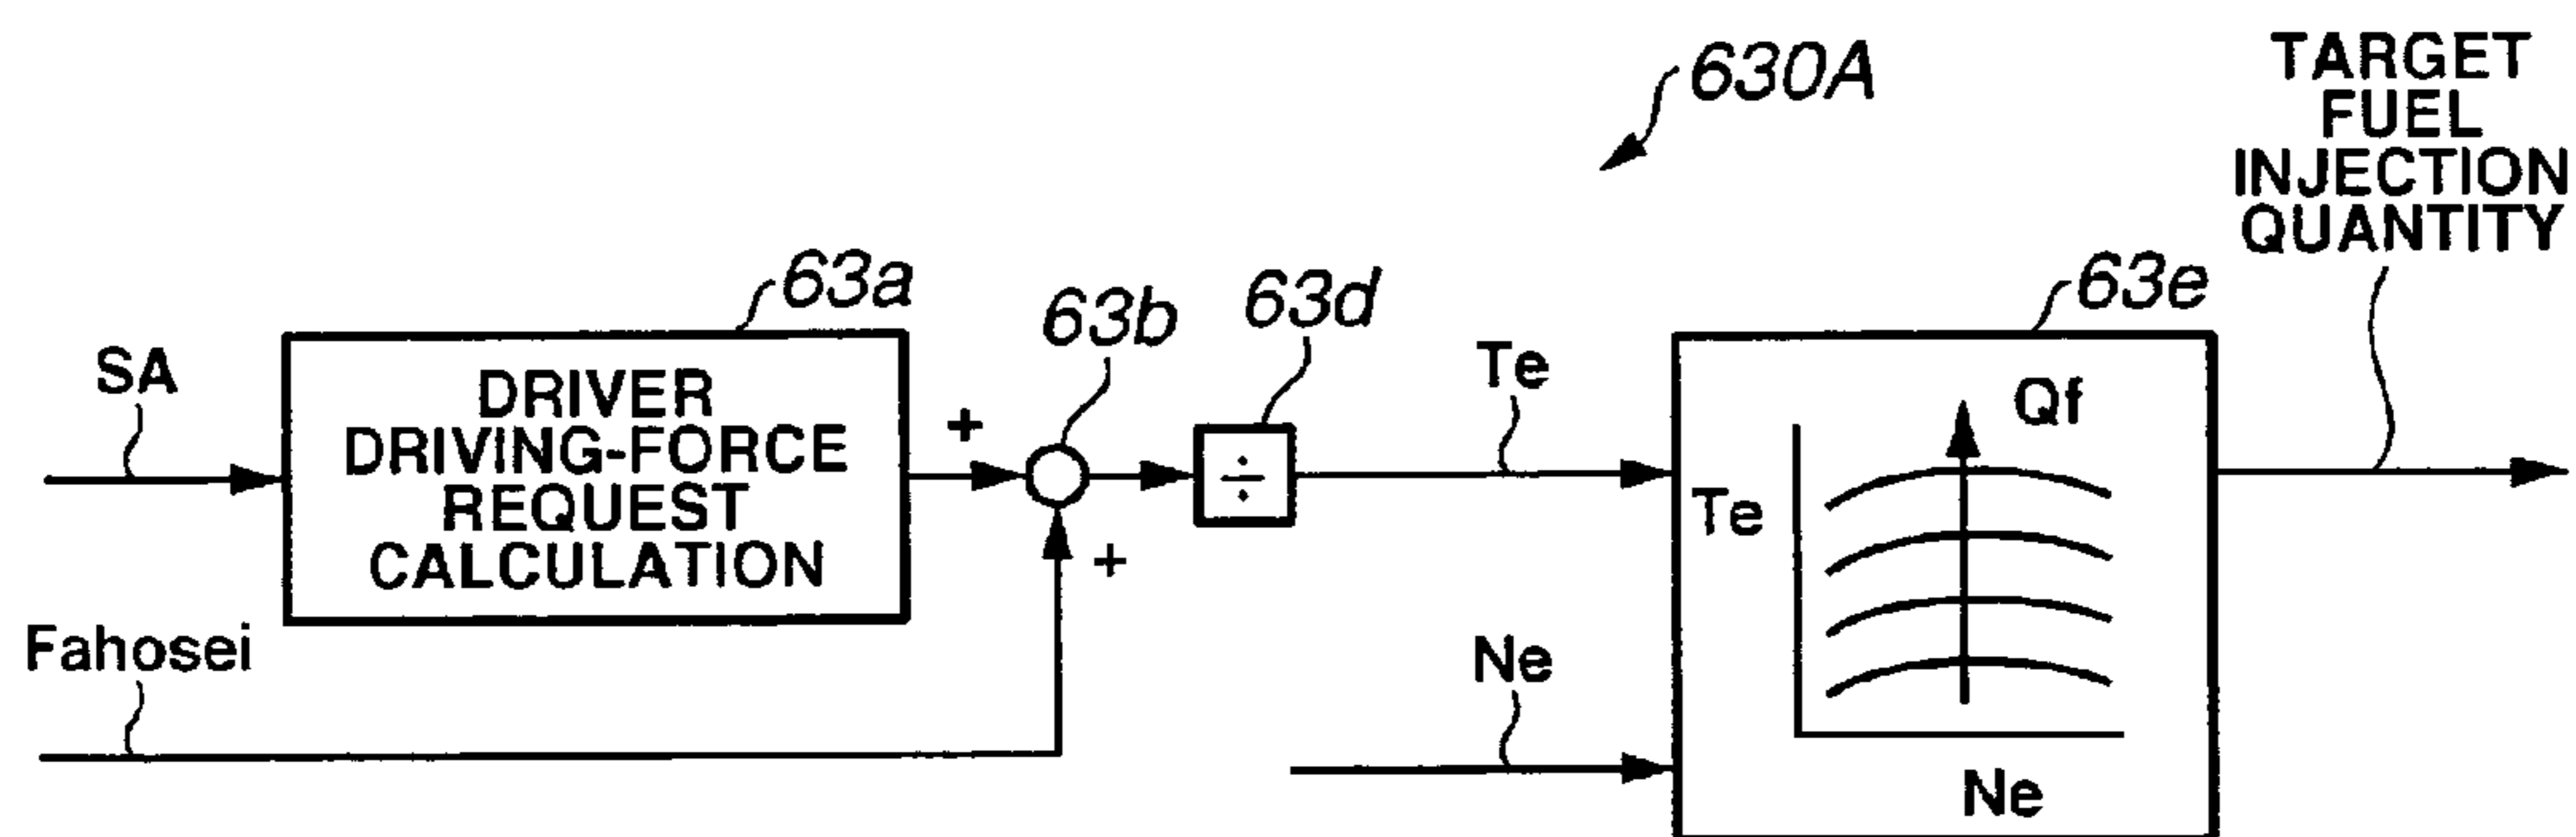 630A
TARGET
FUEL
INJECTION
QUANTITY
63a
63b
63d
63e
SA
DRIVER
DRIVING-FORCE
REQUEST
CALCULATION
+
+
÷
Te
Qf
Te
Ne
Ne
Fahosei